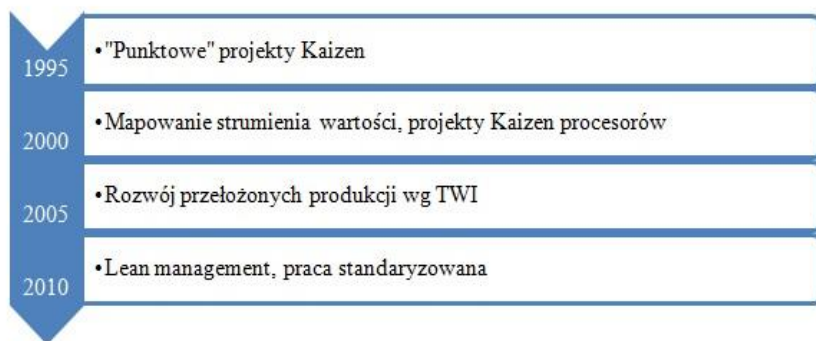 1995
•"Punktowe" projekty Kaizen
2000
•Mapowanie strumienia wartości, projekty Kaizen procesorów
2005
•Rozwój przełożonych produkcji wg TWI
2010
•Lean management, praca standaryzowana